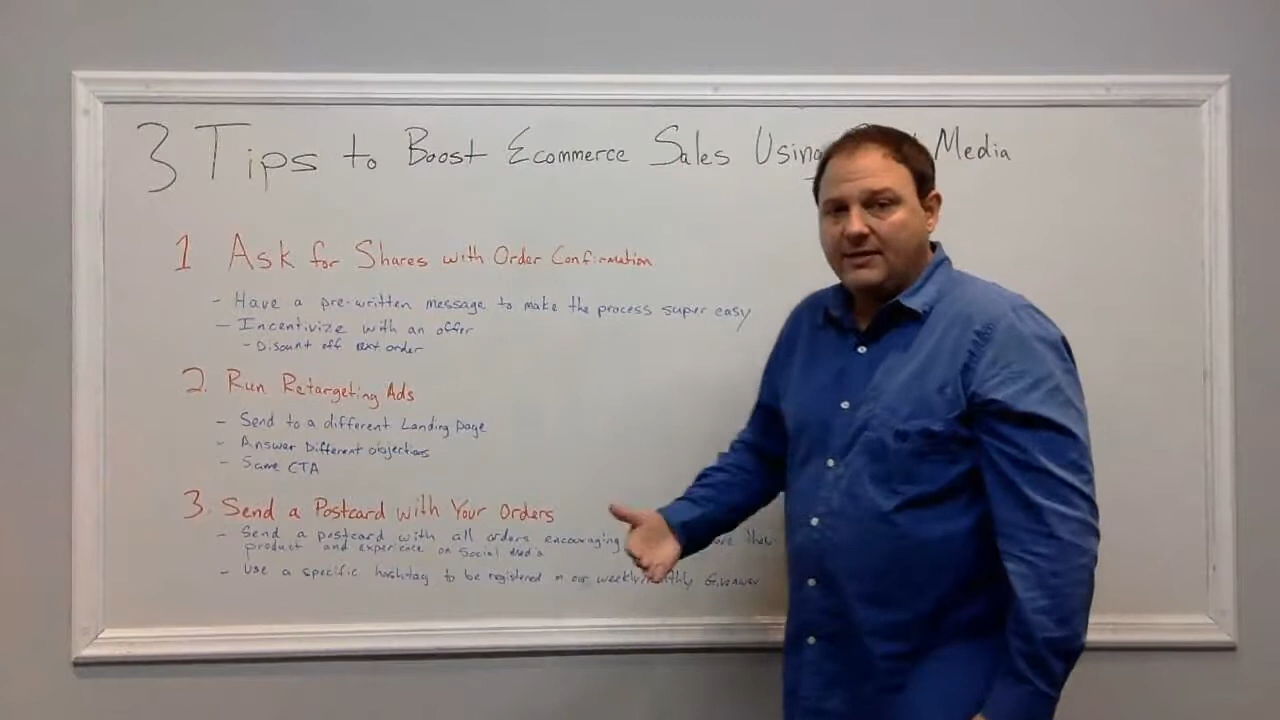 3 Tips to Boost Ecommerce Sales Using Media
1 Ask for Shares with Order Confirmation
- Have a pre-written message to make the process super easy
- Incentivize with an offer
- Discount off next order
2. Run Retargeting Ads
- Send to a different Landing page
- Answer Different objections
- Same CTA
3. Send a Postcard with Your Orders
- Send a postcard with all orders encouraging
product and experience on Social Media
- Use a specific hashtag to be registered in our weekly/monthly Giveaway